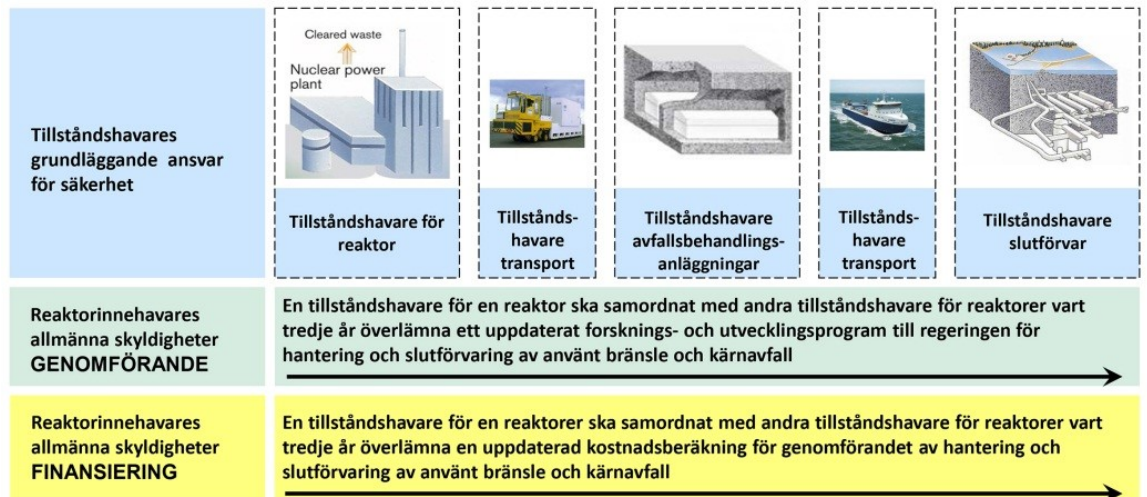 Cleared waste
Nuclear power
plant
Tillståndshavares
grundläggande ansvar
för säkerhet
Tillståndshavare för
reaktor
Tillstånds-
havare
transport
Tillståndshavare
avfallsbehandlings-
anläggningar
Tillstånds-
havare
transport
Tillståndshavare
slutförvar
Reaktorinnehavares
allmänna skyldigheter
GENOMFÖRANDE
En tillståndshavare för en reaktor ska samordnat med andra tillståndshavare för reaktorer vart
tredje år överlämna ett uppdaterat forsknings- och utvecklingsprogram till regeringen för
hantering och slutförvaring av använt bränsle och kärnavfall
Reaktorinnehavares
allmänna skyldigheter
FINANSIERING
En tillståndshavare för en reaktorer ska samordnat med andra tillståndshavare för reaktorer vart
tredje år överlämna en uppdaterad kostnadsberäkning för genomförandet av hantering och
slutförvaring av använt bränsle och kärnavfall